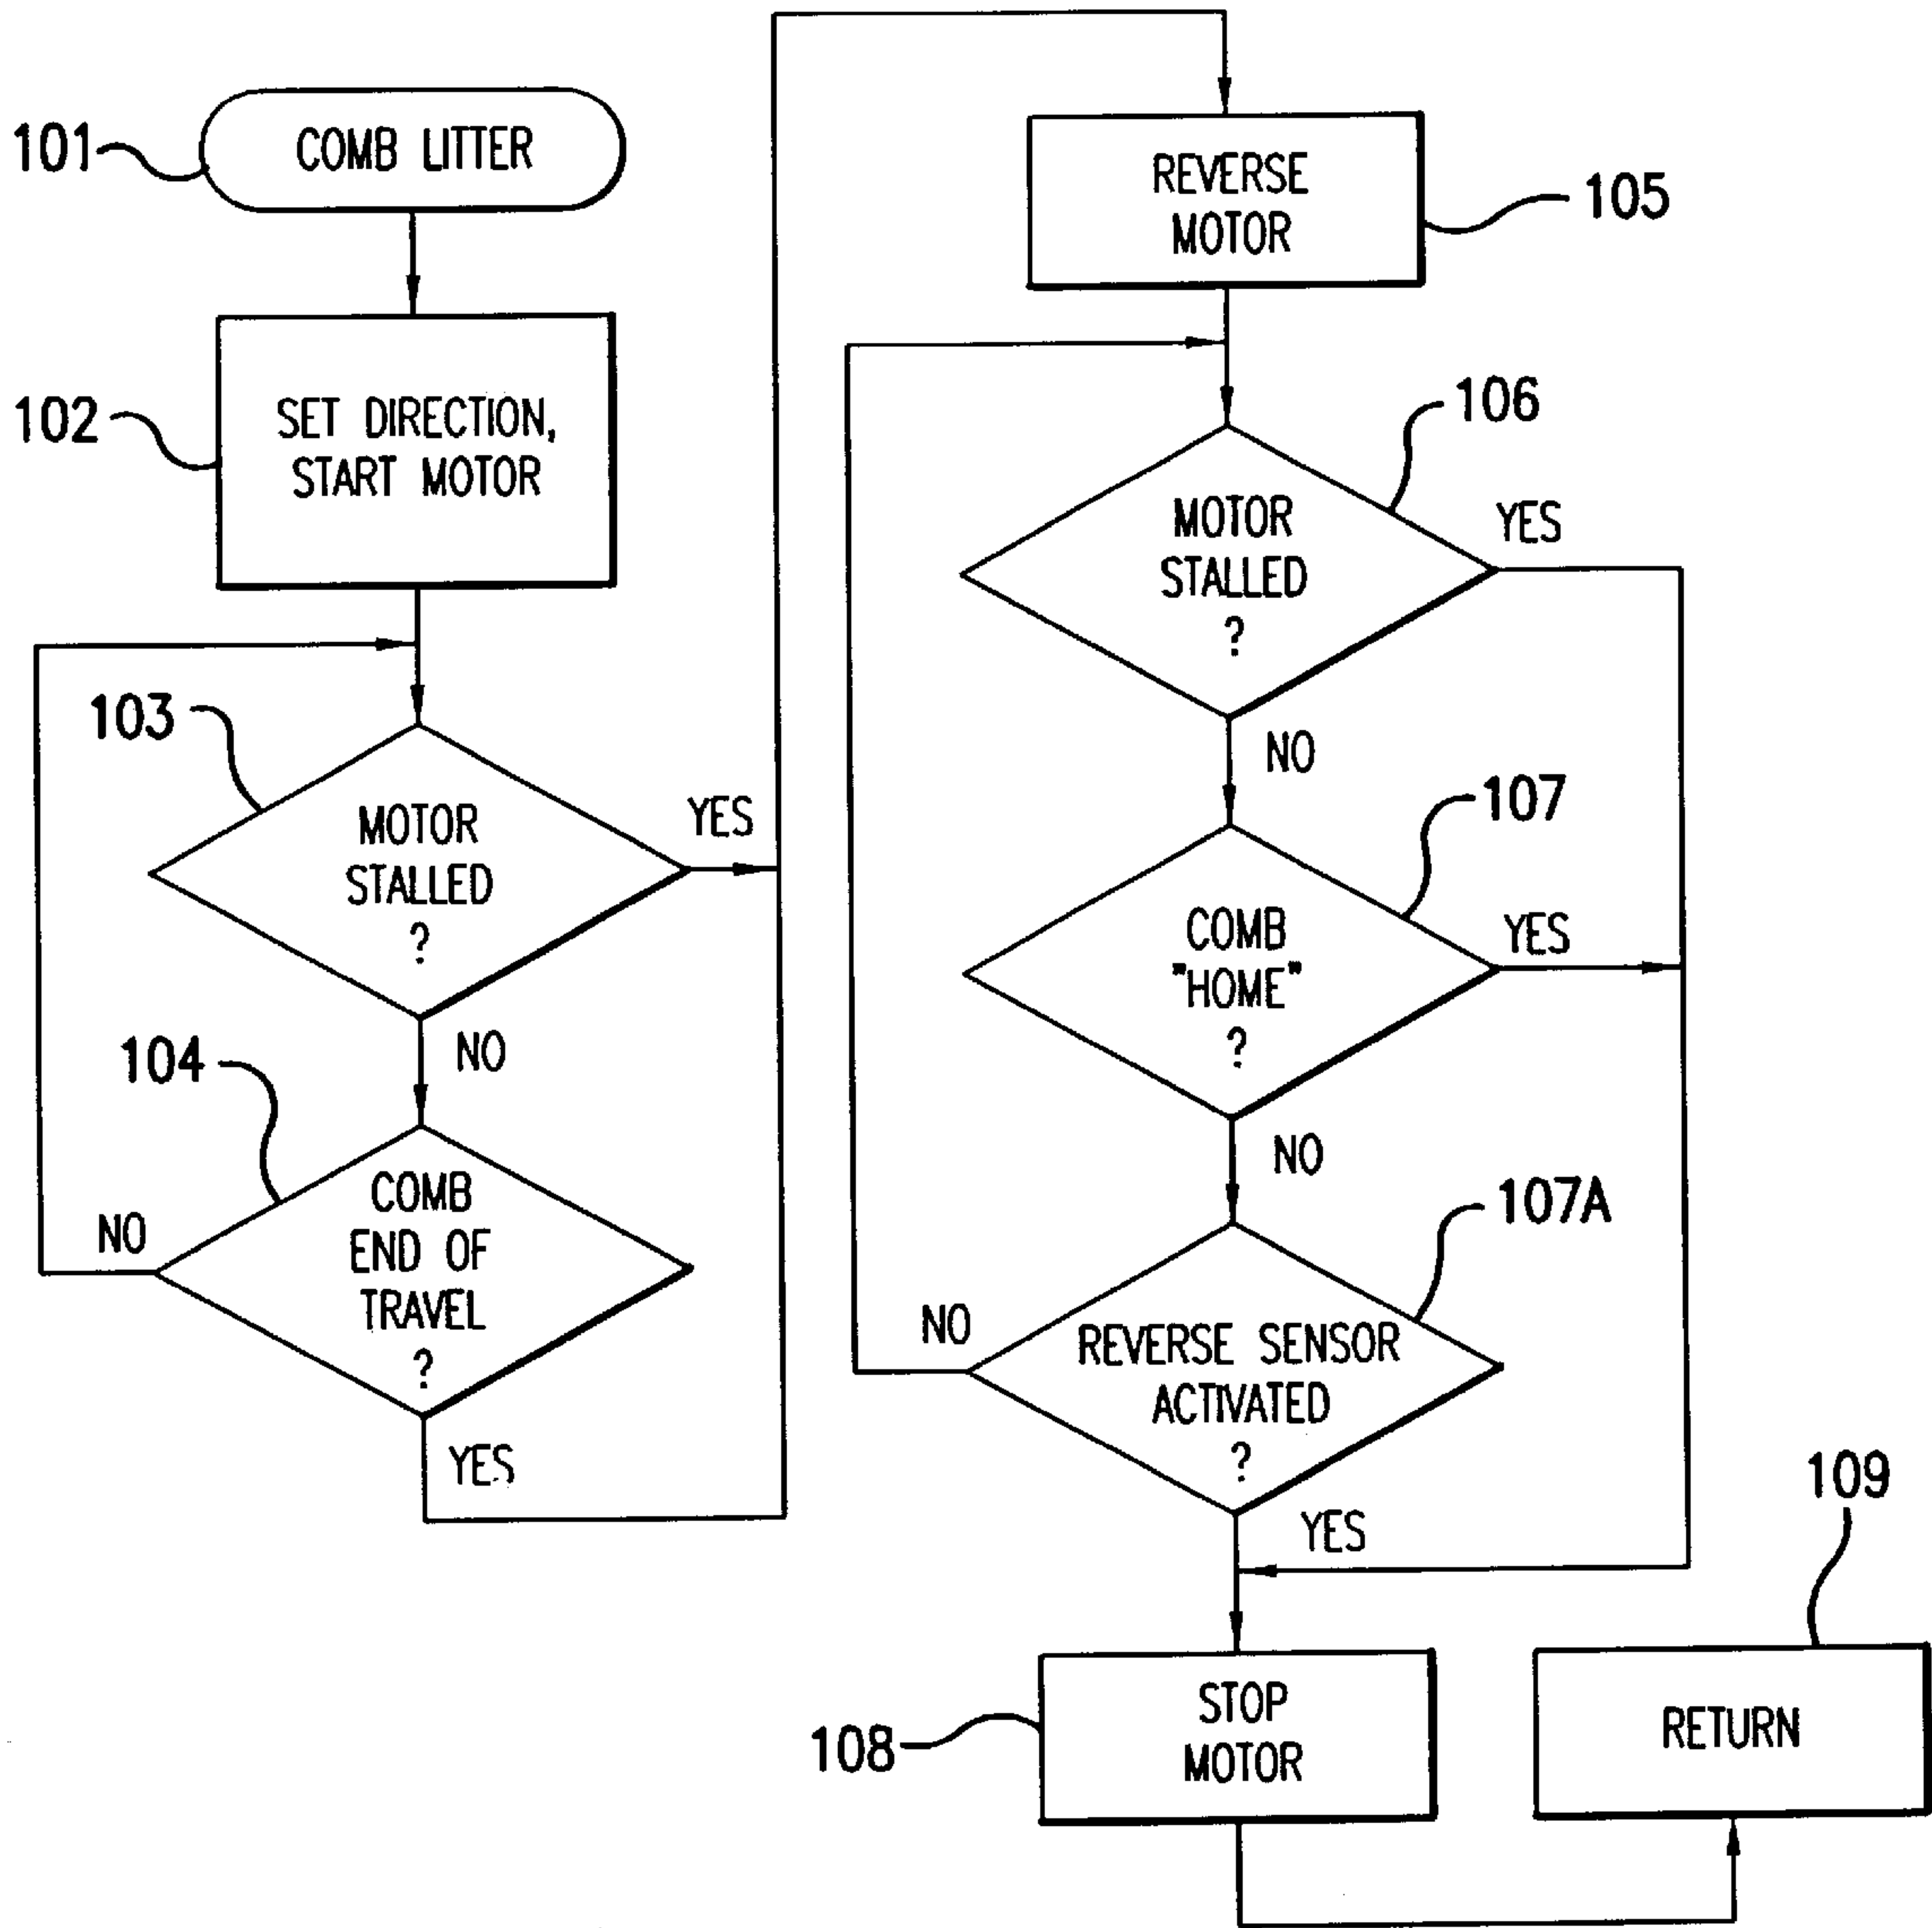 101
COMB LITTER
102
SET DIRECTION,
START MOTOR
103
MOTOR
STALLED
?
YES
NO
104
COMB
END OF
TRAVEL
?
NO
YES
REVERSE
MOTOR
105
106
MOTOR
STALLED
?
YES
NO
107
COMB
"HOME"
?
YES
NO
107A
REVERSE SENSOR
ACTIVATED
?
NO
YES
108
STOP
MOTOR
109
RETURN